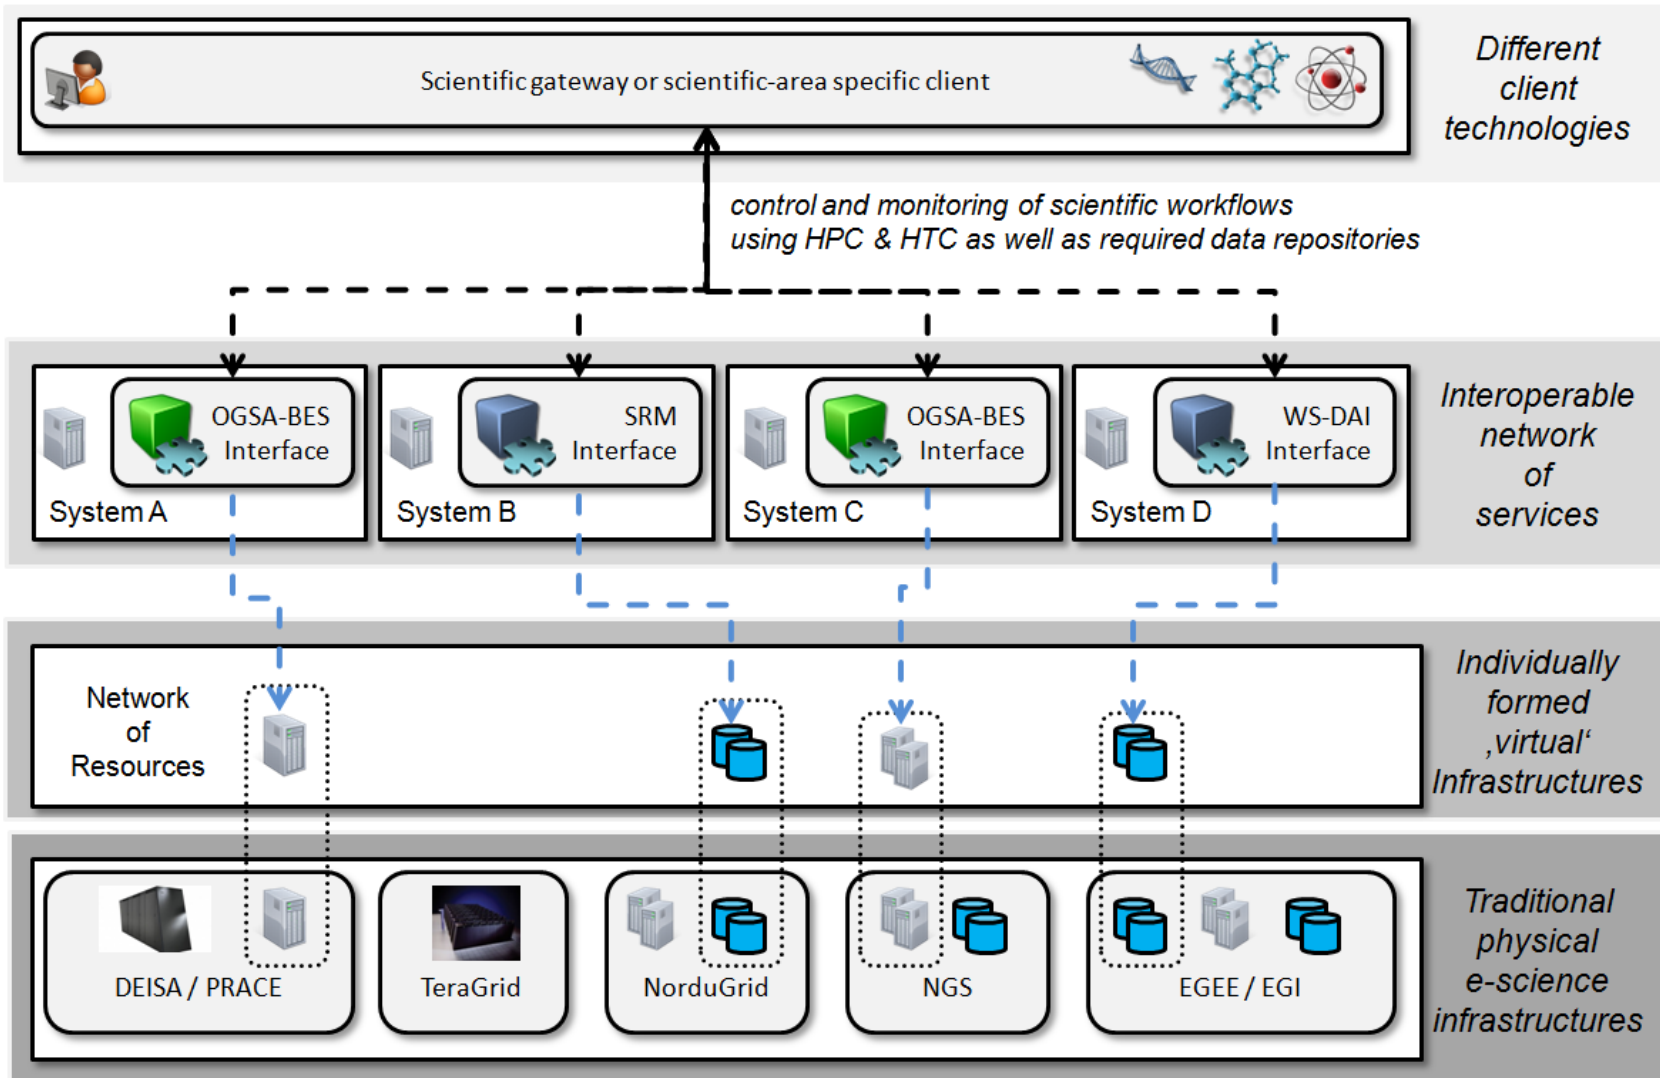 Scientific gateway or scientific-area specific client
Different
client
technologies
control and monitoring of scientific workflows
using HPC & HTC as well as required data repositories
OGSA-BES
Interface
System A
SRM
Interface
System B
OGSA-BES
Interface
System C
WS-DAI
Interface
System D
Interoperable
network
of
services
Network
of
Resources
Individually
formed
‚virtual‘
Infrastructures
DEISA / PRACE
TeraGrid
NorduGrid
NGS
EGEE / EGI
Traditional
physical
e-science
infrastructures